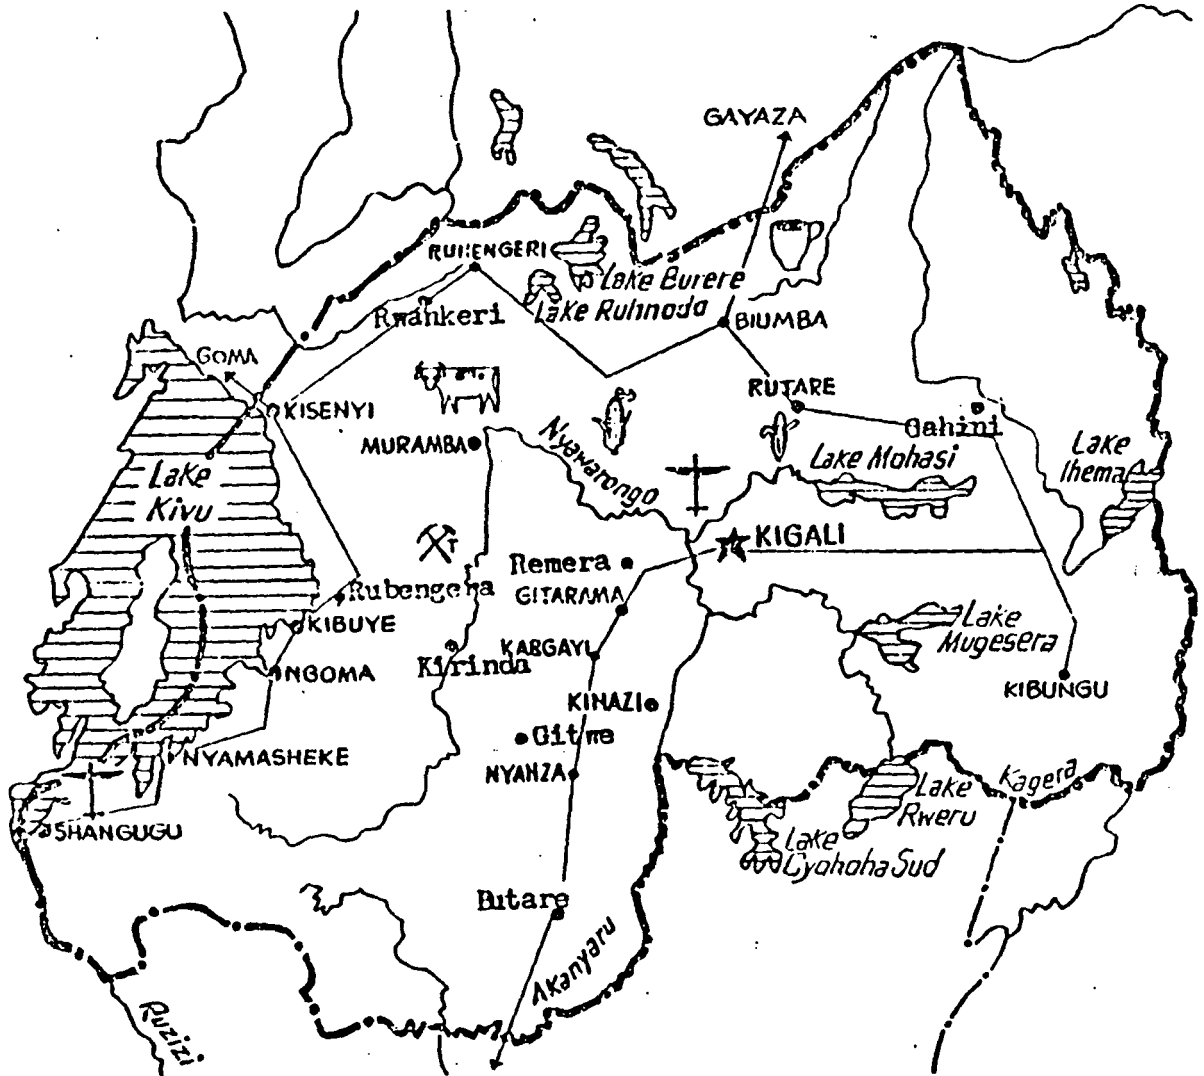 GAYAZA
RUHENGERI
Lake Burere
Lake Ruhnodo
Rwankeri
BIUMBA
GOMA
KISENYI
RUTARE
MURAMBA
Nyawarongo
Gahini
Lake Mohasi
Lake
Ihema
Lake
Kivu
KIGALI
Remera
Rubengera
GITARAMA
KIBUYE
Lake
Mugesera
KABGAYI
Kirinda
NGOMA
KIBUNGU
KINAZI
Gitwe
NYAMASHEKE
NYANZA
Kagera
Lake
Rweru
SHANGUGU
Lake
Cyohoha Sud
Butare
Akanyaru
Ruzizi